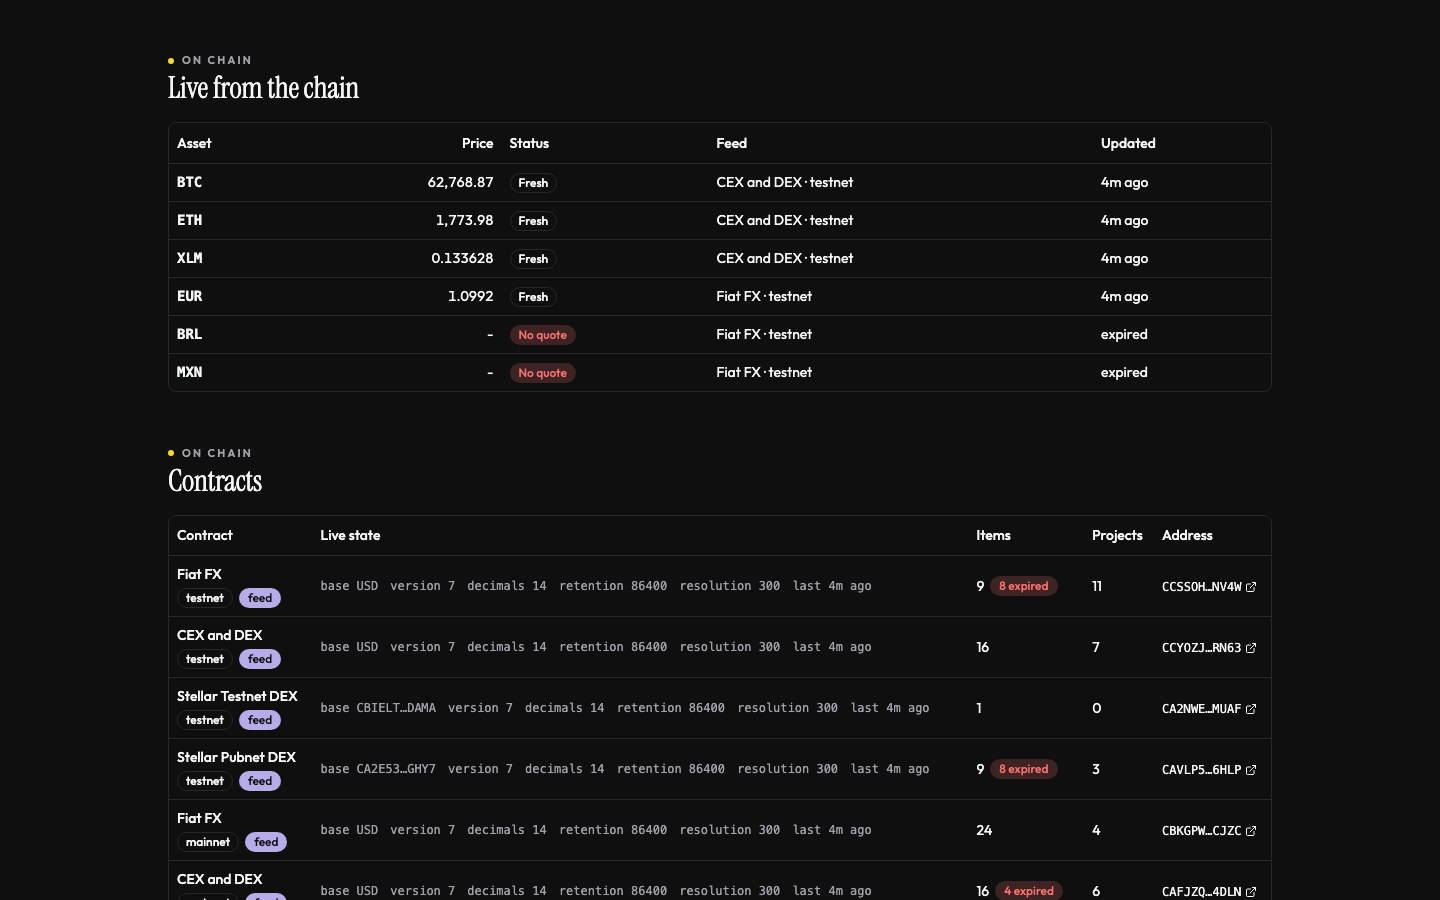 ON CHAIN
Live from the chain
Asset Price Status Feed Updated
BTC 62,768.87 Fresh CEX and DEX · testnet 4m ago
ETH 1,773.98 Fresh CEX and DEX · testnet 4m ago
XLM 0.133628 Fresh CEX and DEX · testnet 4m ago
EUR 1.0992 Fresh Fiat FX · testnet 4m ago
BRL - No quote Fiat FX · testnet expired
MXN - No quote Fiat FX · testnet expired
ON CHAIN
Contracts
Contract Live state Items Projects Address
Fiat FX
testnet feed base USD version 7 decimals 14 retention 86400 resolution 300 last 4m ago 9 8 expired 11 CCSSOH…NV4W
CEX and DEX
testnet feed base USD version 7 decimals 14 retention 86400 resolution 300 last 4m ago 16 7 CCYOZJ…RN63
Stellar Testnet DEX
testnet feed base CBIELT…DAMA version 7 decimals 14 retention 86400 resolution 300 last 4m ago 1 0 CA2NWE…MUAF
Stellar Pubnet DEX
testnet feed base CA2E53…GHY7 version 7 decimals 14 retention 86400 resolution 300 last 4m ago 9 8 expired 3 CAVLP5…6HLP
Fiat FX
mainnet feed base USD version 7 decimals 14 retention 86400 resolution 300 last 4m ago 24 4 CBKGPW…CJZC
CEX and DEX
base USD version 7 decimals 14 retention 86400 resolution 300 last 4m ago 16 4 expired 6 CAFJZQ…4DLN